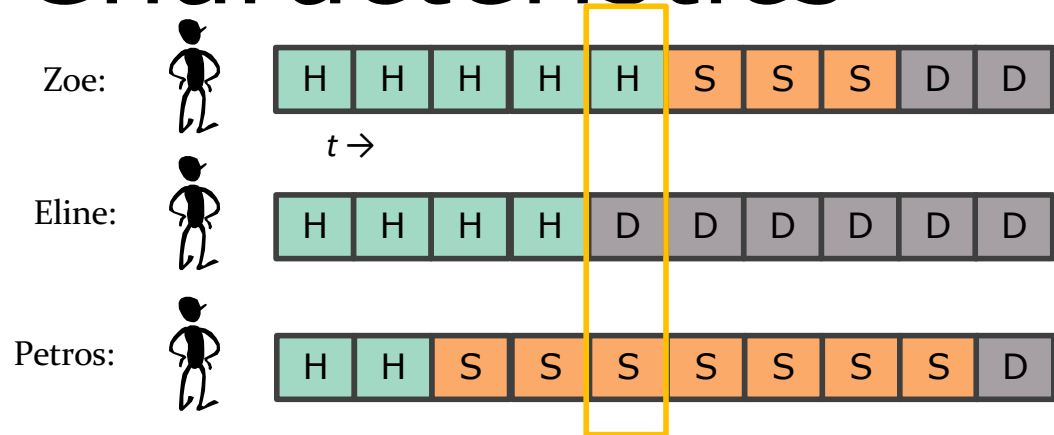 Zoe: H H H H H S S S D D
t →
Eline: H H H H D D D D D D
Petros: H H S S S S S S S D